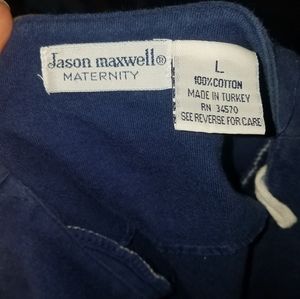 Jason maxwell®
MATERNITY
L
100% COTTON
MADE IN TURKEY
RN 34570
SEE REVERSE FOR CARE